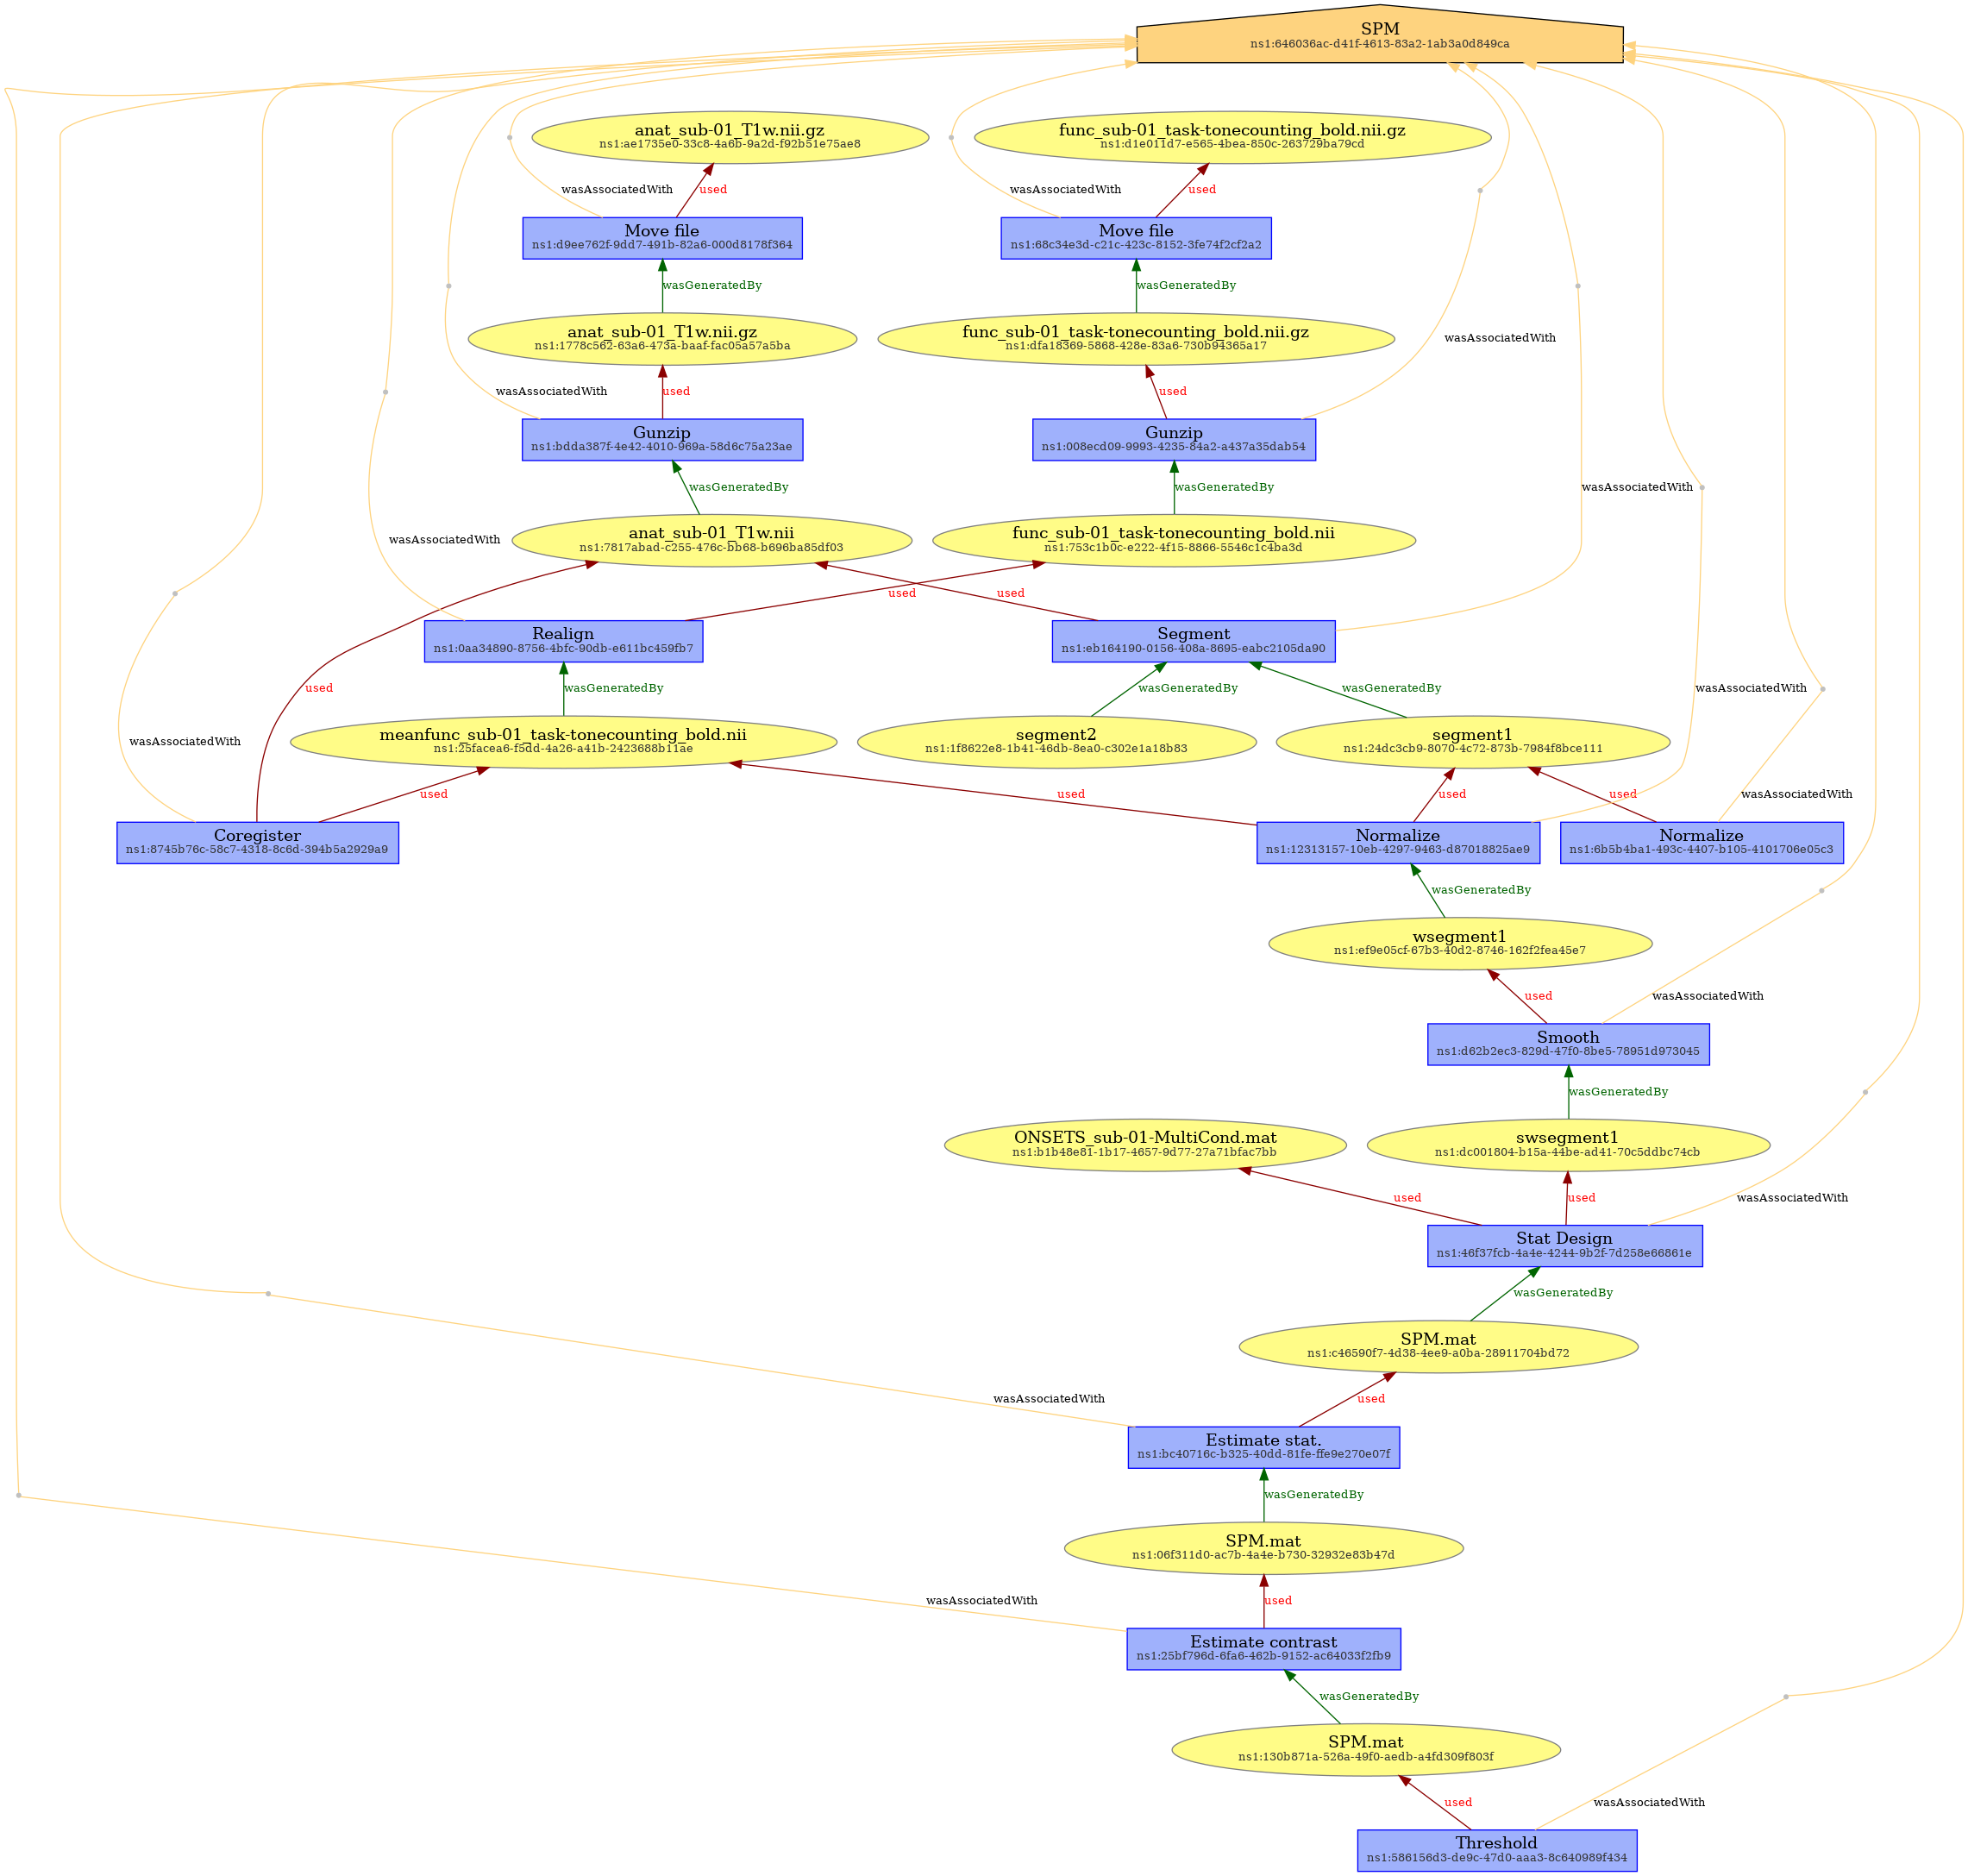 SPM
ns1:646036ac-d41f-4613-83a2-1ab3a0d849ca
anat_sub-01_T1w.nii.gz
ns1:ae1735e0-33c8-4a6b-9a2d-f92b51e75ae8
func_sub-01_task-tonecounting_bold.nii.gz
ns1:d1e011d7-e565-4bea-850c-263729ba79cd
wasAssociatedWith
used
wasAssociatedWith
used
Move file
ns1:d9ee762f-9dd7-491b-82a6-000d8178f364
Move file
ns1:68c34e3d-c21c-423c-8152-3fe74f2cf2a2
wasGeneratedBy
wasGeneratedBy
anat_sub-01_T1w.nii.gz
ns1:1778c562-63a6-473a-baaf-fac05a57a5ba
func_sub-01_task-tonecounting_bold.nii.gz
ns1:dfa18369-5868-428e-83a6-730b94365a17
wasAssociatedWith
wasAssociatedWith
used
used
Gunzip
ns1:bdda387f-4e42-4010-969a-58d6c75a23ae
Gunzip
ns1:008ecd09-9993-4235-84a2-a437a35dab54
wasGeneratedBy
wasGeneratedBy
wasAssociatedWith
anat_sub-01_T1w.nii
ns1:7817abad-c255-476c-bb68-b696ba85df03
func_sub-01_task-tonecounting_bold.nii
ns1:753c1b0c-e222-4f15-8866-5546c1c4ba3d
wasAssociatedWith
used
used
Realign
ns1:0aa34890-8756-4bfc-90db-e611bc459fb7
Segment
ns1:eb164190-0156-408a-8695-eabc2105da90
used
wasGeneratedBy
wasGeneratedBy
wasGeneratedBy
wasAssociatedWith
meanfunc_sub-01_task-tonecounting_bold.nii
ns1:25facea6-f5dd-4a26-a41b-2423688b11ae
segment2
ns1:1f8622e8-1b41-46db-8ea0-c302e1a18b83
segment1
ns1:24dc3cb9-8070-4c72-873b-7984f8bce111
wasAssociatedWith
used
used
used
used
wasAssociatedWith
Coregister
ns1:8745b76c-58c7-4318-8c6d-394b5a2929a9
Normalize
ns1:12313157-10eb-4297-9463-d87018825ae9
Normalize
ns1:6b5b4ba1-493c-4407-b105-4101706e05c3
wasGeneratedBy
wsegment1
ns1:ef9e05cf-67b3-40d2-8746-162f2fea45e7
used
wasAssociatedWith
Smooth
ns1:d62b2ec3-829d-47f0-8be5-78951d973045
wasGeneratedBy
ONSETS_sub-01-MultiCond.mat
ns1:b1b48e81-1b17-4657-9d77-27a71bfac7bb
swsegment1
ns1:dc001804-b15a-44be-ad41-70c5ddbc74cb
used
used
wasAssociatedWith
Stat Design
ns1:46f37fcb-4a4e-4244-9b2f-7d258e66861e
wasGeneratedBy
SPM.mat
ns1:c46590f7-4d38-4ee9-a0ba-28911704bd72
wasAssociatedWith
used
Estimate stat.
ns1:bc40716c-b325-40dd-81fe-ffe9e270e07f
wasGeneratedBy
SPM.mat
ns1:06f311d0-ac7b-4a4e-b730-32932e83b47d
wasAssociatedWith
used
Estimate contrast
ns1:25bf796d-6fa6-462b-9152-ac64033f2fb9
wasGeneratedBy
SPM.mat
ns1:130b871a-526a-49f0-aedb-a4fd309f803f
used
wasAssociatedWith
Threshold
ns1:586156d3-de9c-47d0-aaa3-8c640989f434